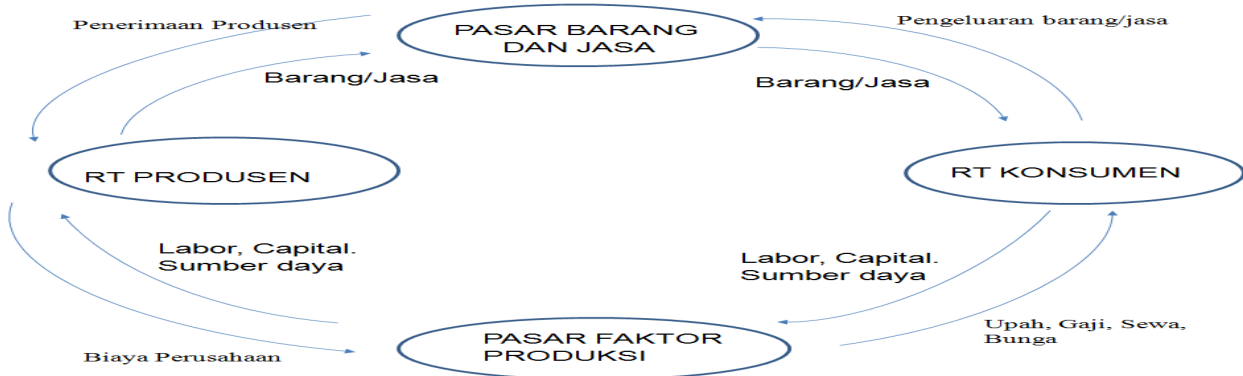 Penerimaan Produsen
PASAR BARANG
DAN JASA
Pengeluaran barang/jasa
Barang/Jasa
Barang/Jasa
RT PRODUSEN
RT KONSUMEN
Labor, Capital.
Sumber daya
Labor, Capital.
Sumber daya
Biaya Perusahaan
PASAR FAKTOR
PRODUKSI
Upah, Gaji, Sewa,
Bunga